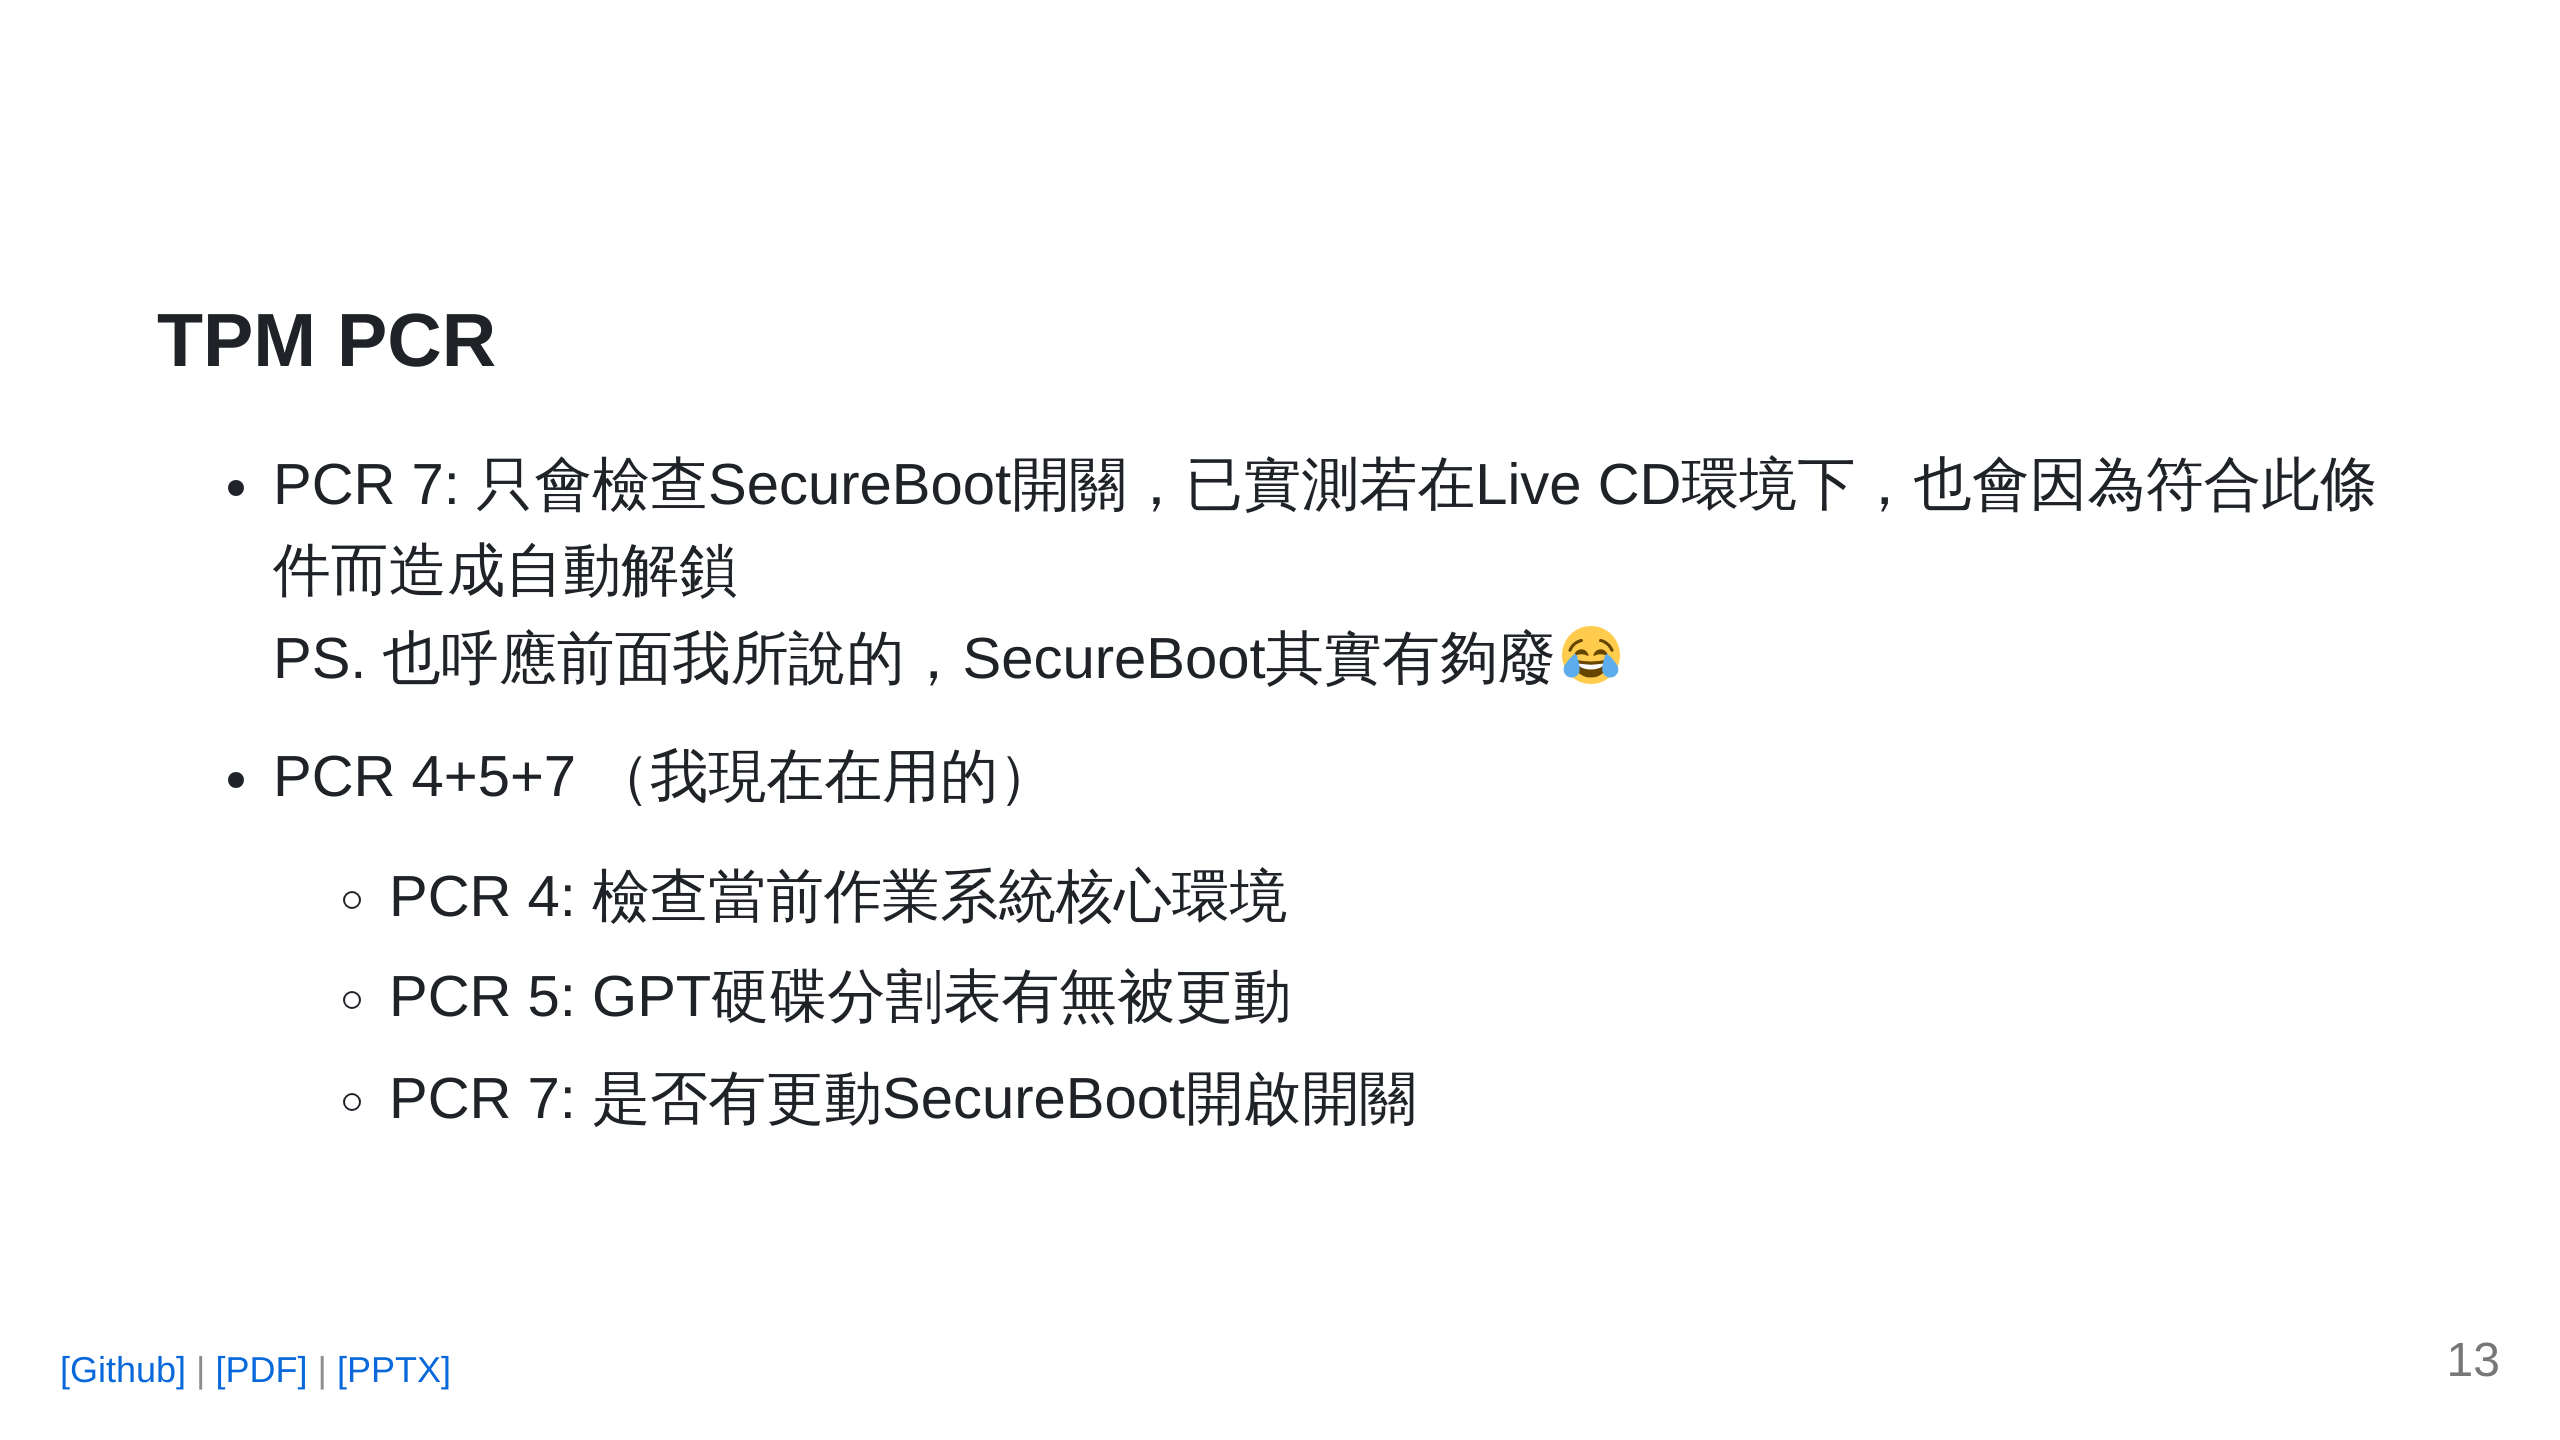 TPM PCR
PCR 7: 只會檢查SecureBoot開關，已實測若在Live CD環境下，也會因為符合此條
件而造成自動解鎖
PS. 也呼應前面我所說的，SecureBoot其實有夠廢😂
PCR 4+5+7 （我現在在用的）
PCR 4: 檢查當前作業系統核心環境
PCR 5: GPT硬碟分割表有無被更動
PCR 7: 是否有更動SecureBoot開啟開關
[Github] | [PDF] | [PPTX]
13